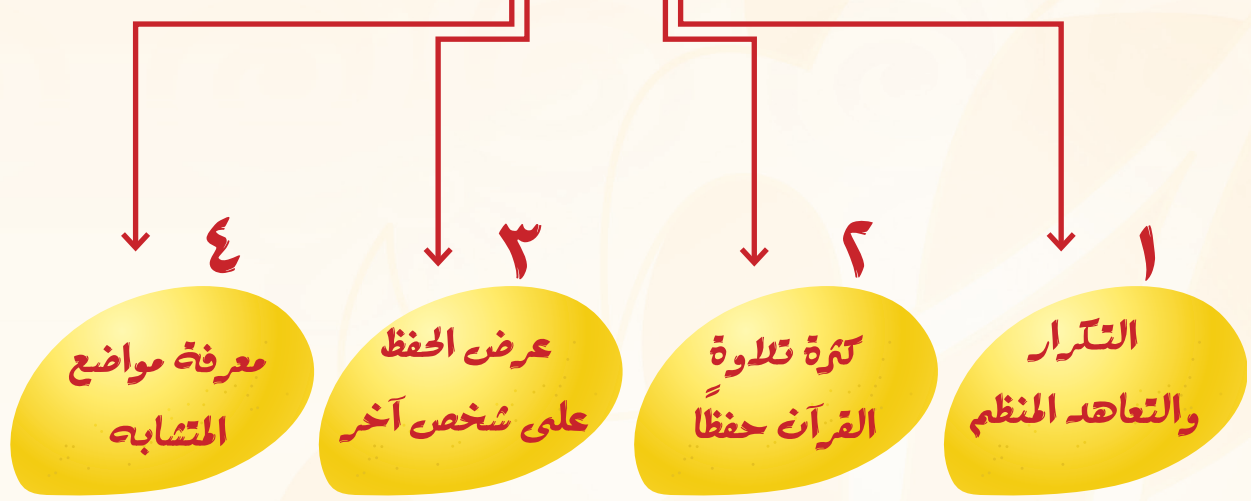 ١
التكرار
والتعاهد المنظم
٢
كثرة تلاوة
القرآن حفظًا
٣
عرض الحفظ
على شخص آخر
٤
معرفة مواضع
المتشابه